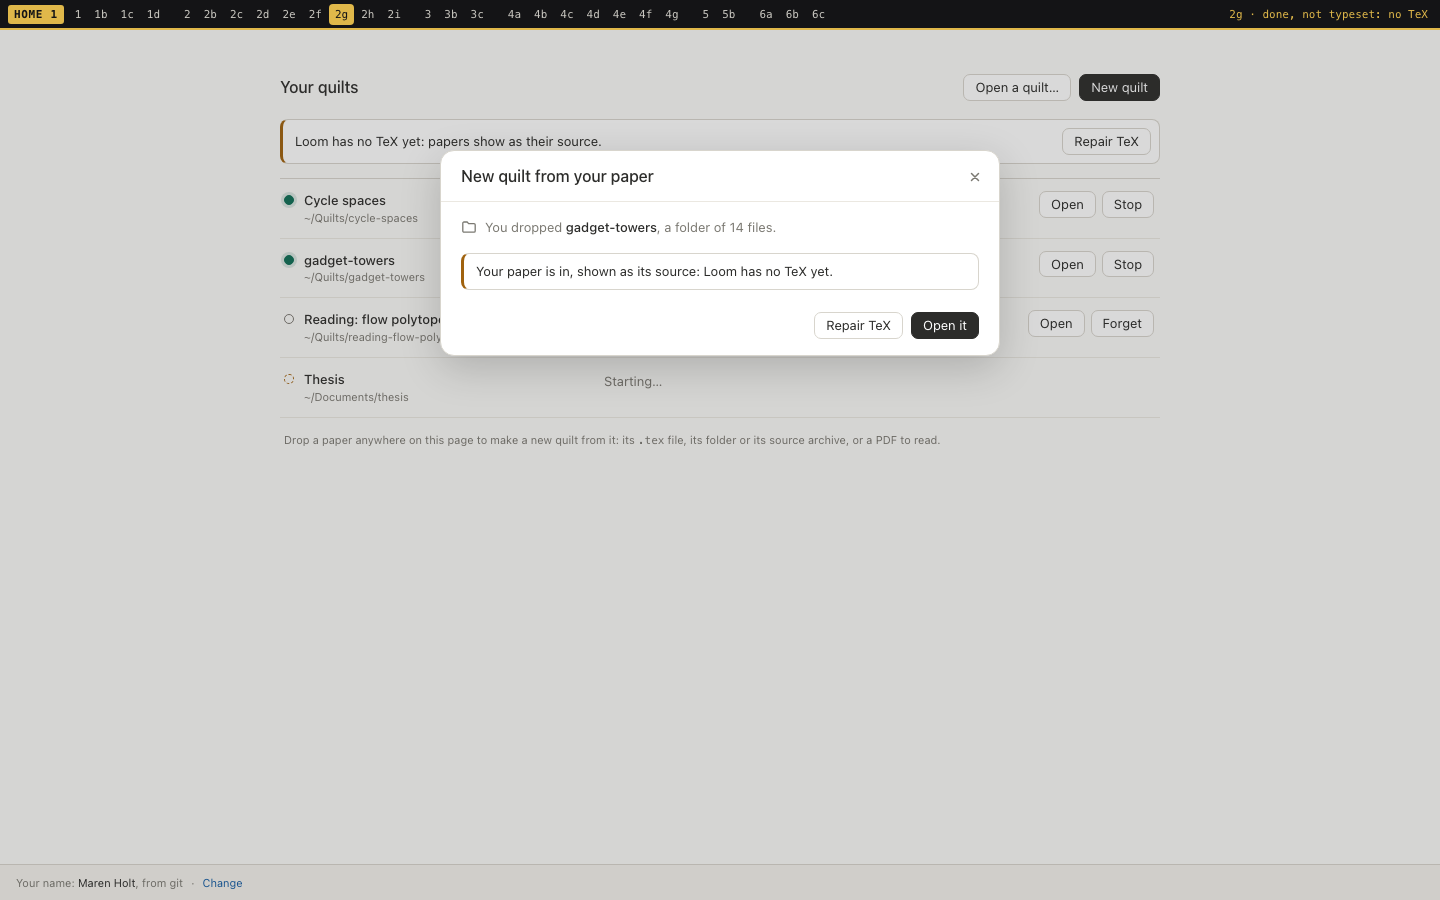 HOME 1 1 1b 1c 1d 2 2b 2c 2d 2e 2f 2g 2h 2i 3 3b 3c 4a 4b 4c 4d 4e 4f 4g 5 5b 6a 6b 6c 2g · done, not typeset: no TeX
Your quilts Open a quilt... New quilt
Loom has no TeX yet: papers show as their source. Repair TeX
New quilt from your paper
You dropped gadget-towers, a folder of 14 files.
Your paper is in, shown as its source: Loom has no TeX yet.
Repair TeX Open it
Cycle spaces Open Stop
~/Quilts/cycle-spaces
gadget-towers Open Stop
~/Quilts/gadget-towers
Reading: flow polytop Open Forget
~/Quilts/reading-flow-poly
Thesis Starting...
~/Documents/thesis
Drop a paper anywhere on this page to make a new quilt from it: its .tex file, its folder or its source archive, or a PDF to read.
Your name: Maren Holt, from git · Change